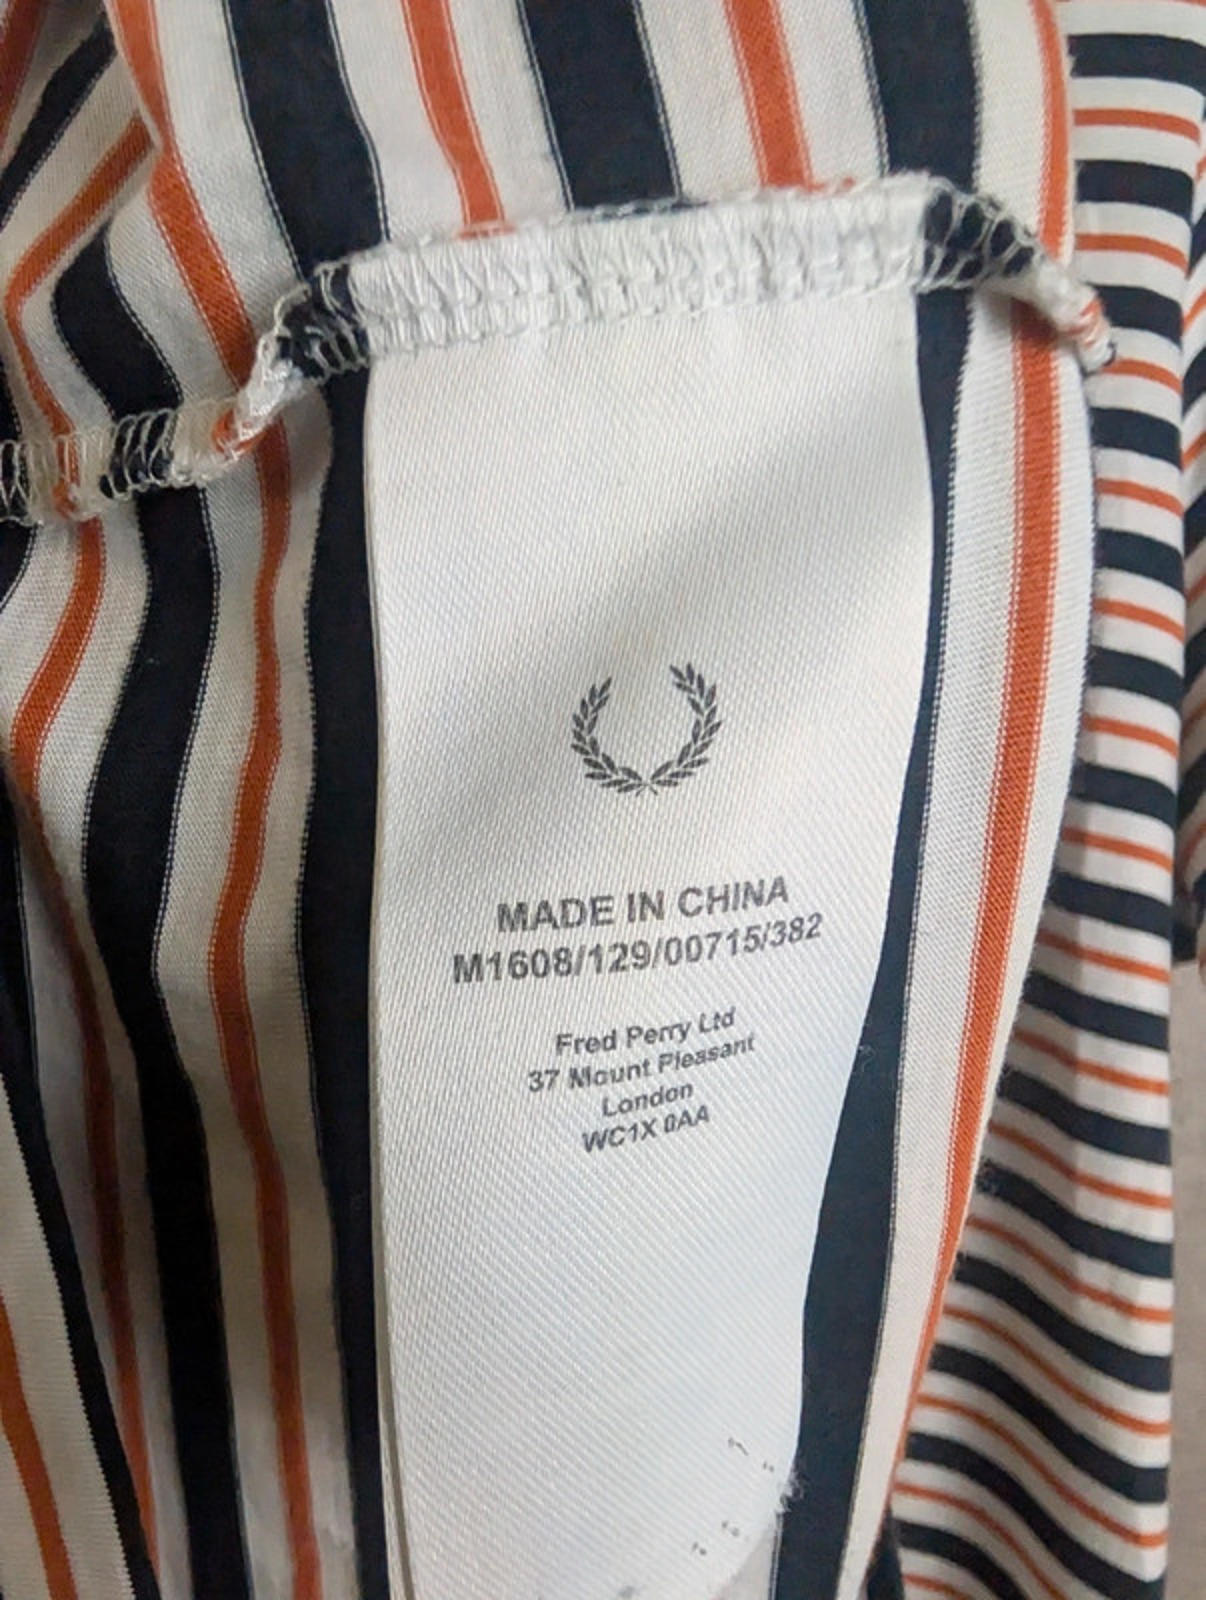 MADE IN CHINA
M1608/129/00715/382
Fred Perry Ltd
37 Mount Pleasant
London
WC1X 0AA